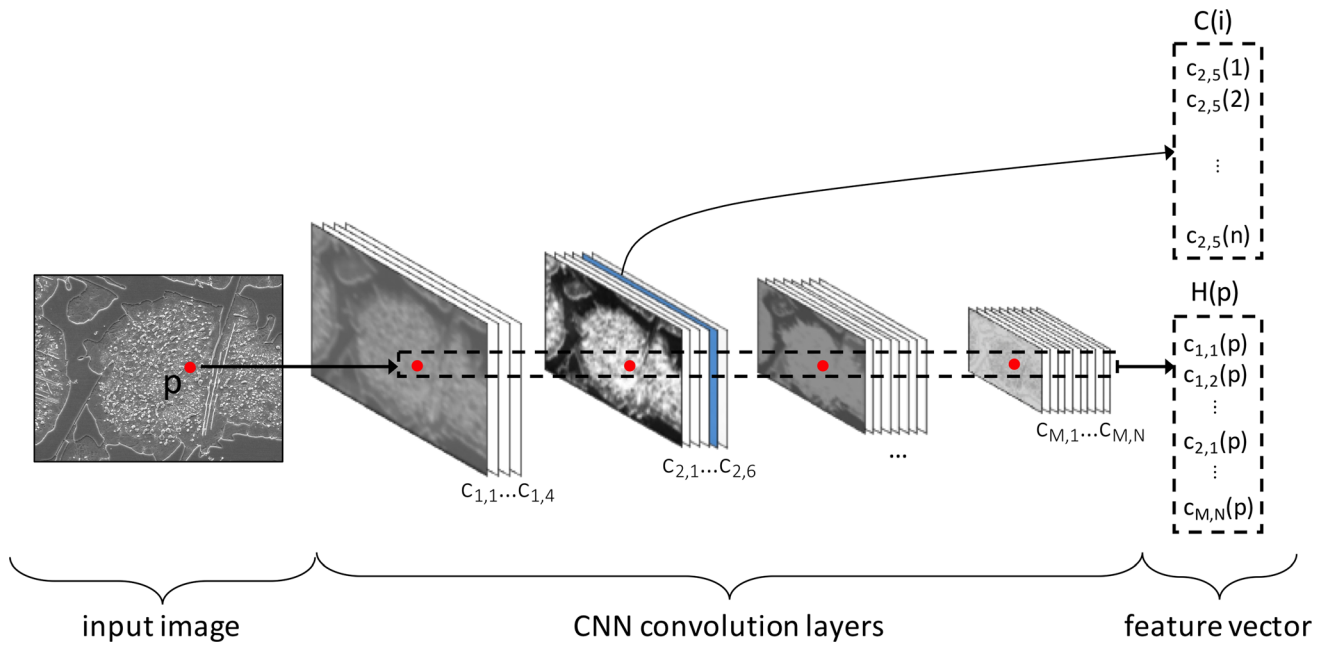 C(i)
c2,5(1)
c2,5(2)
⋮
c2,5(n)
H(p)
c1,1(p)
c1,2(p)
⋮
c2,1(p)
⋮
cM,N(p)
p
c1,1...c1,4
c2,1...c2,6
...
cM,1...cM,N
input image
CNN convolution layers
feature vector